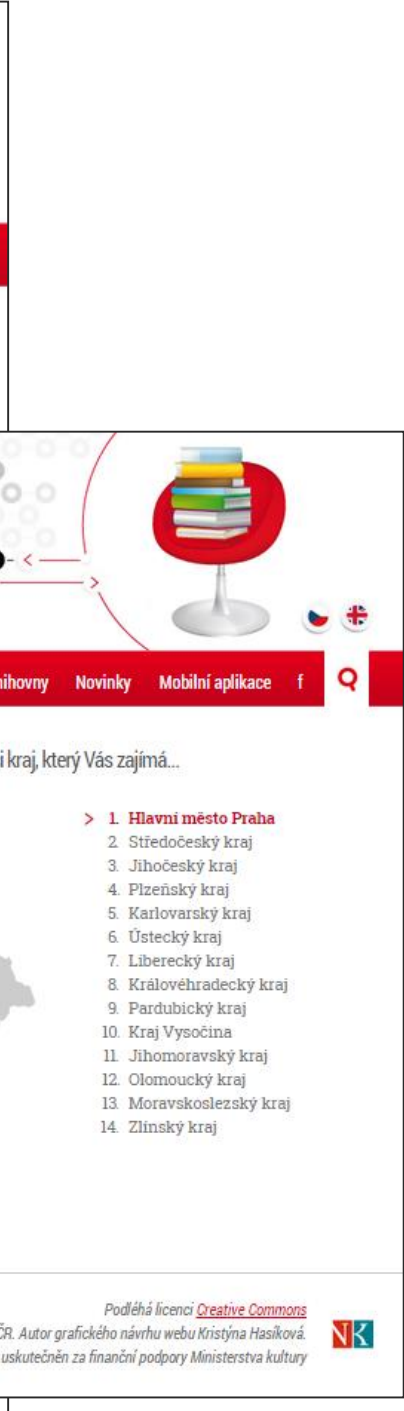 Novinky Mobilní aplikace f
kraj, který Vás zajímá...
> 1. Hlavní město Praha
2. Středočeský kraj
3. Jihočeský kraj
4. Plzeňský kraj
5. Karlovarský kraj
6. Ústecký kraj
7. Liberecký kraj
8. Královéhradecký kraj
9. Pardubický kraj
10. Kraj Vysočina
11. Jihomoravský kraj
12. Olomoucký kraj
13. Moravskoslezský kraj
14. Zlínský kraj
Podléhá licenci Creative Commons
ČR. Autor grafického návrhu webu Kristýna Hasíková.
uskutečněn za finanční podpory Ministerstva kultury
NK